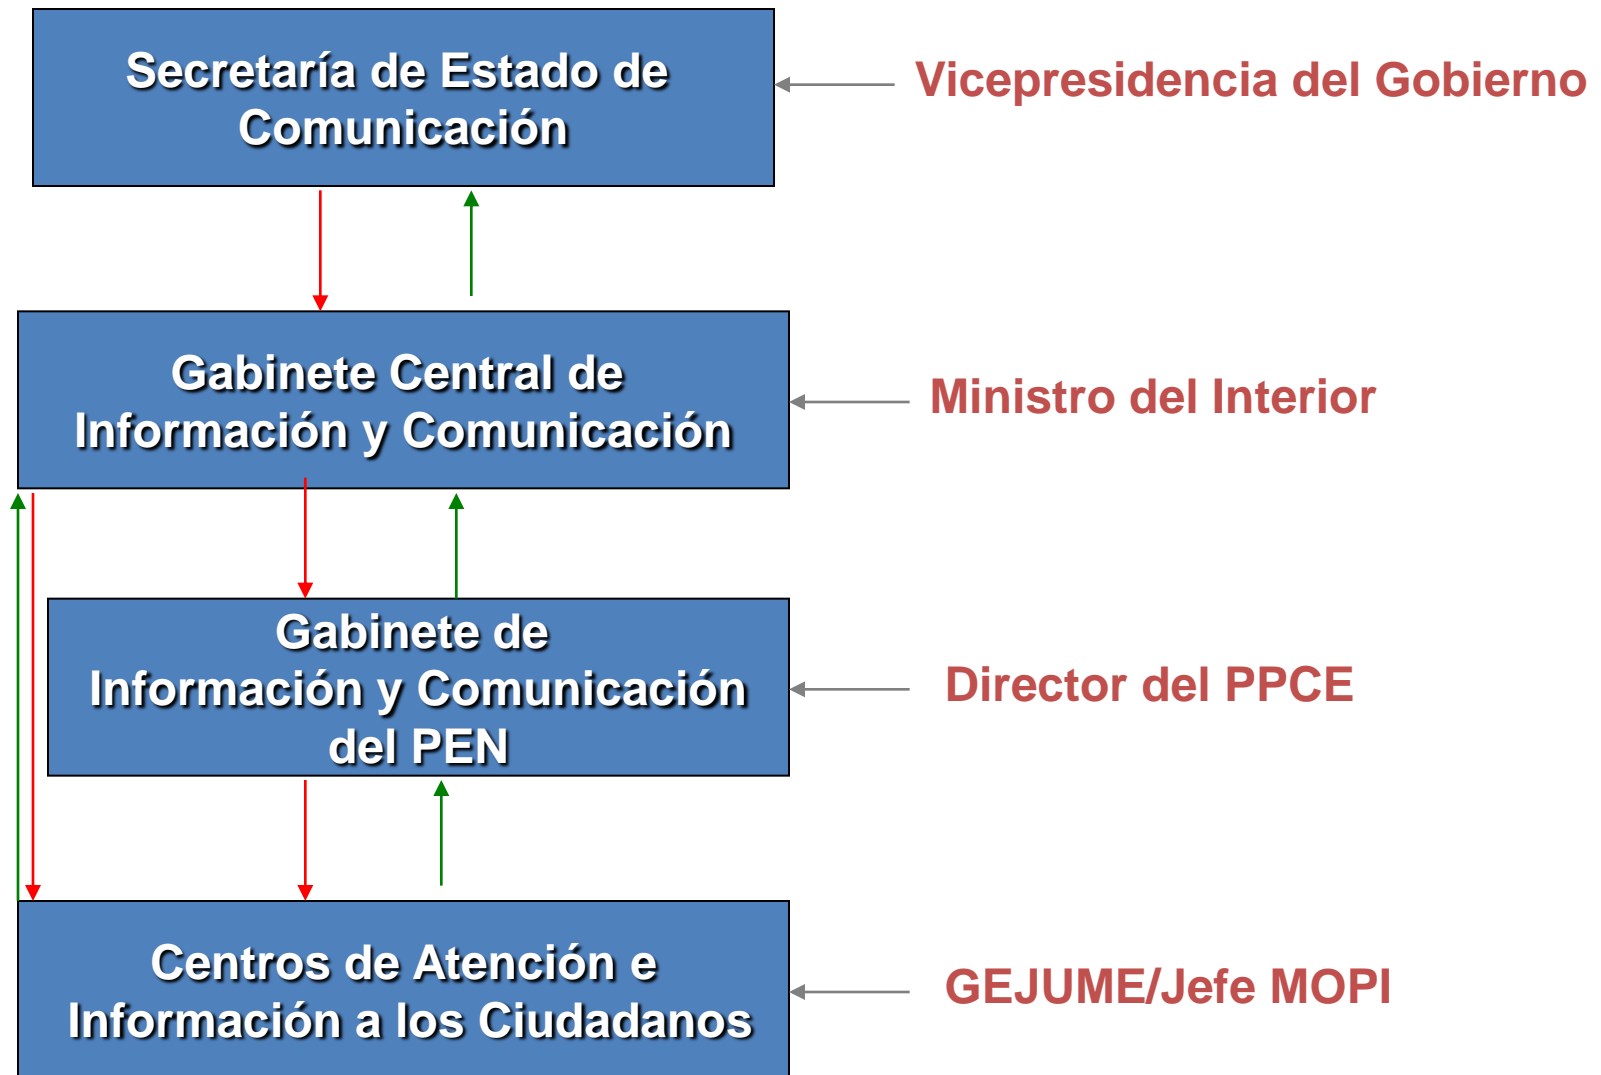 Secretaría de Estado de
Comunicación
Vicepresidencia del Gobierno
Gabinete Central de
Información y Comunicación
Ministro del Interior
Gabinete de
Información y Comunicación
del PEN
Director del PPCE
Centros de Atención e
Información a los Ciudadanos
GEJUME/Jefe MOPI